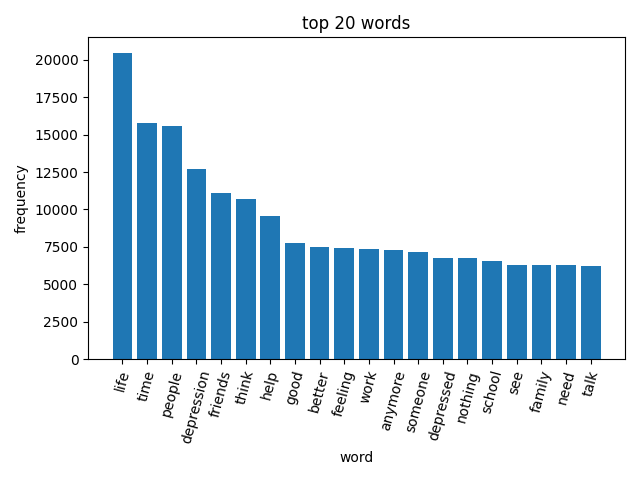 top 20 words
frequency
20000
17500
15000
12500
10000
7500
5000
2500
0
life
time
people
depression
friends
think
help
good
better
feeling
work
anymore
someone
depressed
nothing
school
see
family
need
talk
word